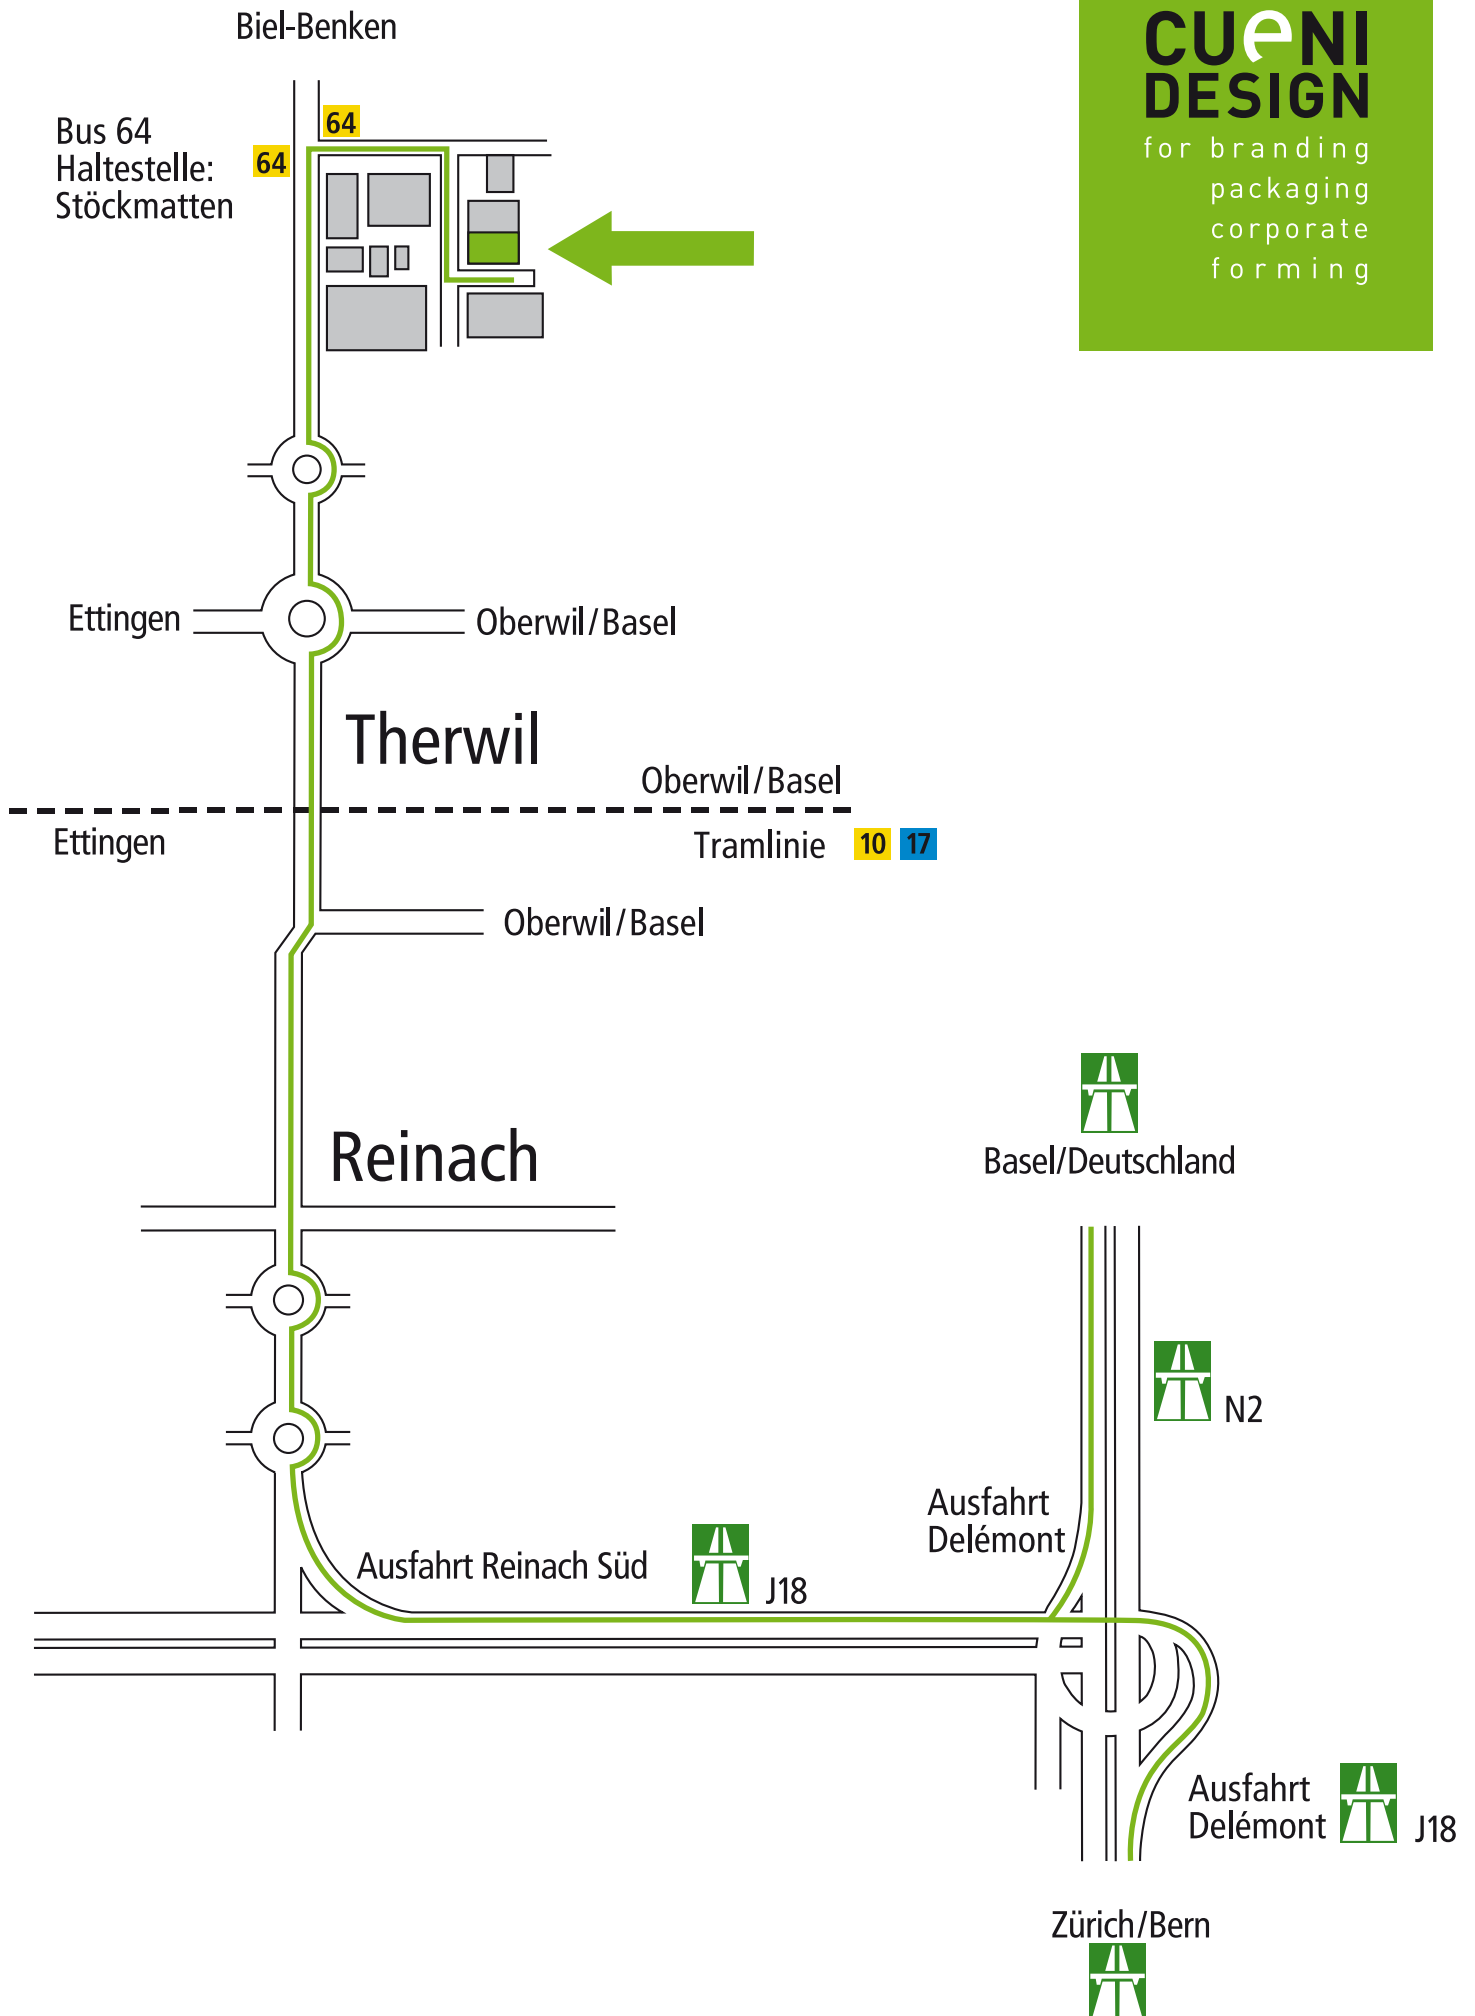 Biel-Benken
CUeNI
DESIGN
for branding
packaging
corporate
forming
64
Bus 64
Haltestelle:
Stöckmatten
64
Ettingen
Oberwil/Basel
Therwil
Oberwil/Basel
Ettingen
Tramlinie 10 17
Oberwil/Basel
Reinach
Basel/Deutschland
N2
Ausfahrt
Delémont
Ausfahrt Reinach Süd
J18
Ausfahrt
Delémont
J18
Zürich/Bern